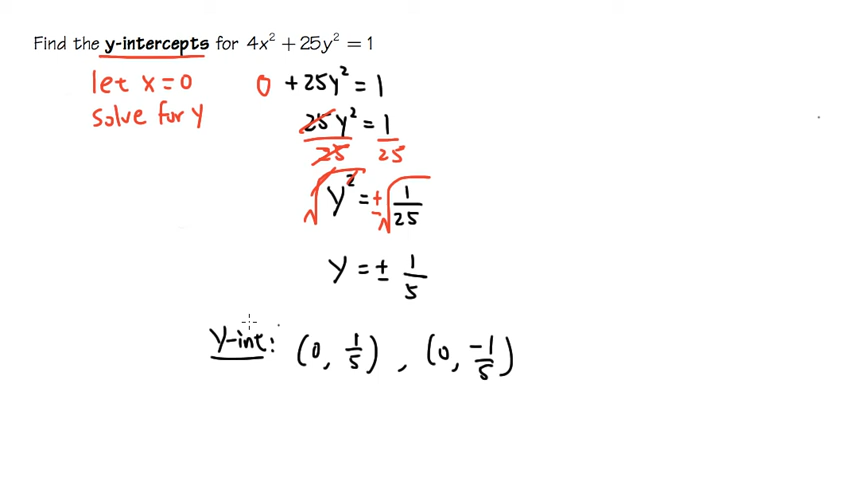 Find the y-intercepts for 4x² + 25y² = 1
let x = 0
0 + 25y² = 1
solve for y
25y² = 1
25 25
√y² = ±√1/25
y = ± 1/5
y-int: (0, 1/5) , (0, -1/5)